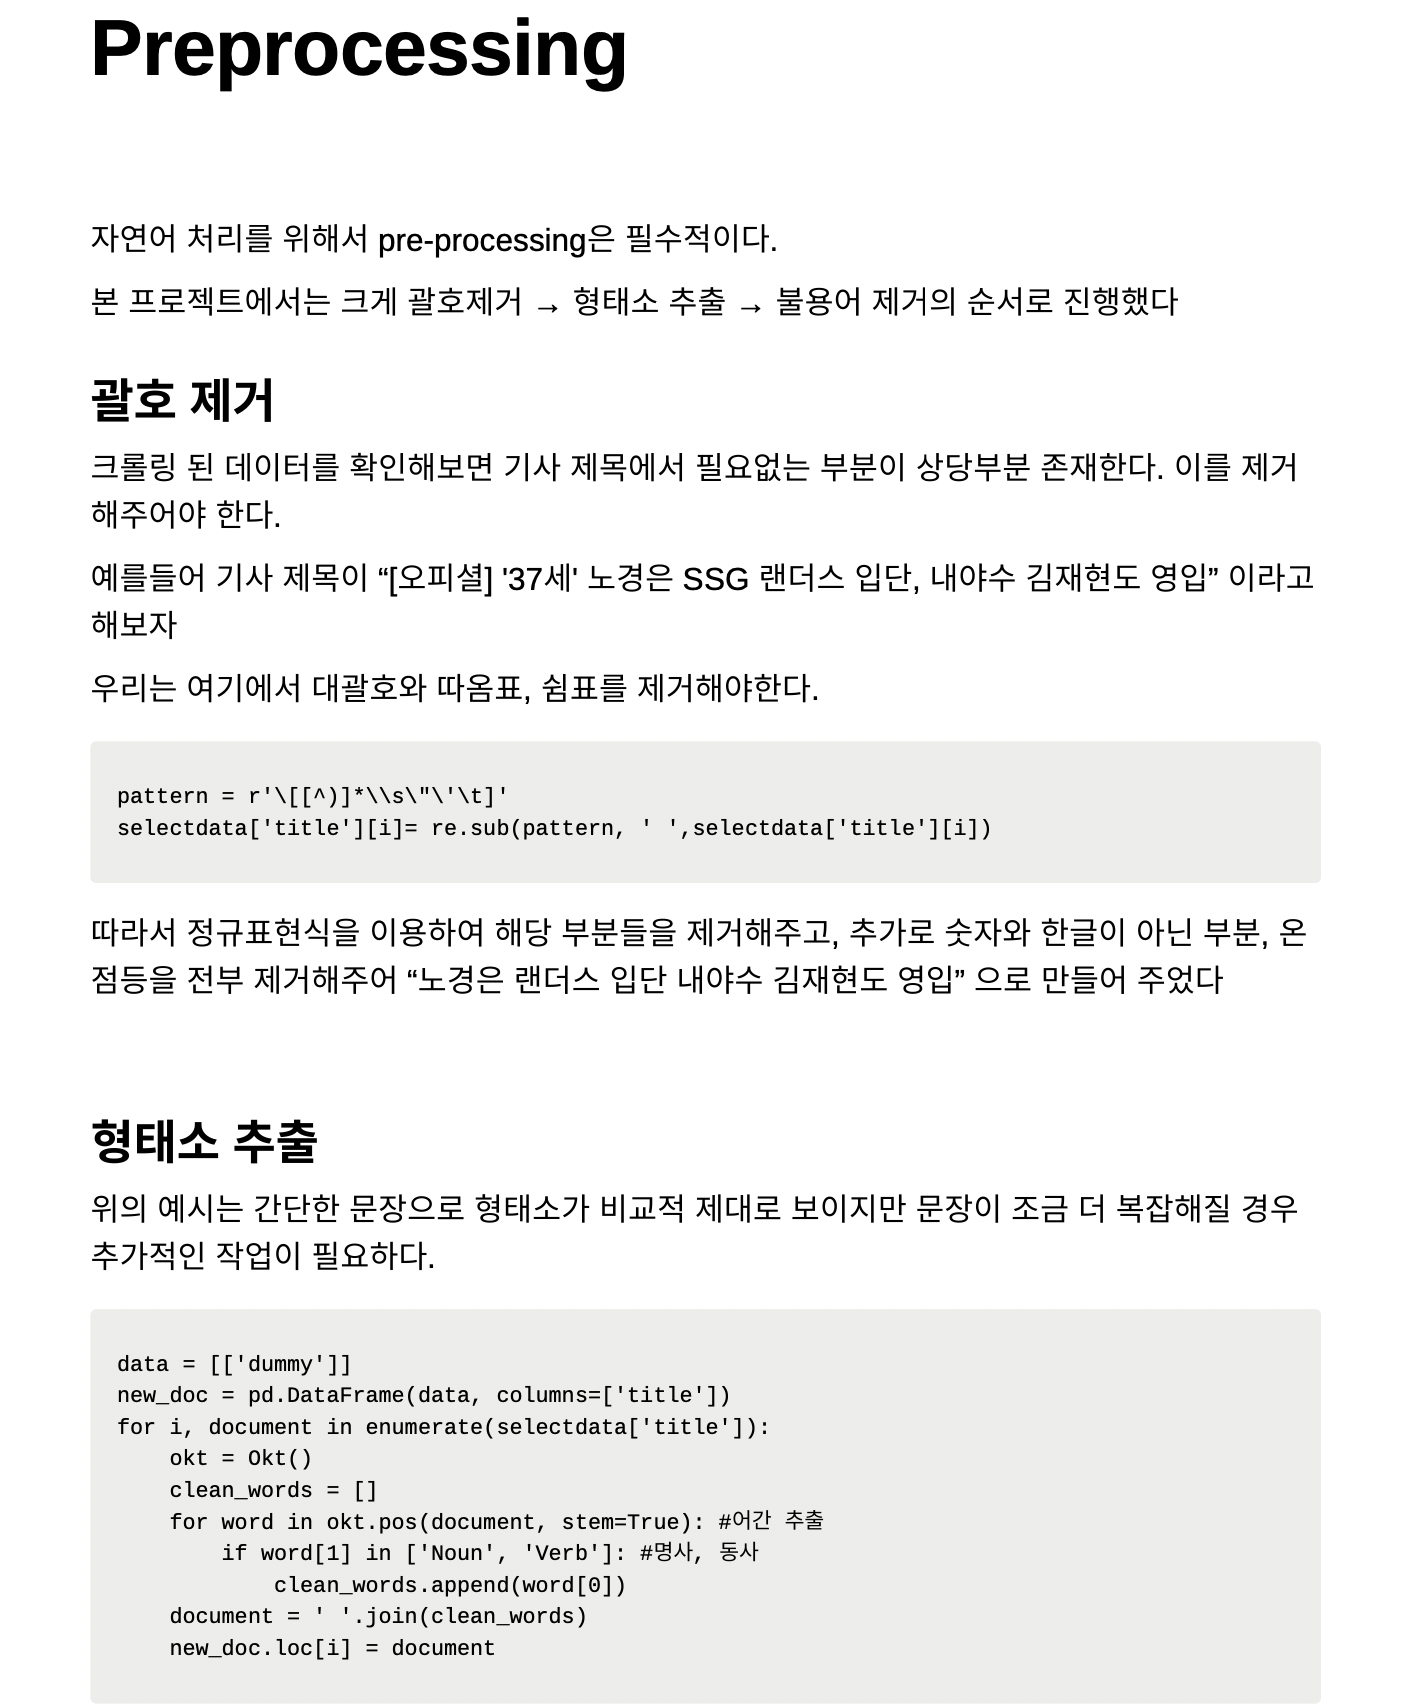 Preprocessing
자연어 처리를 위해서 pre-processing은 필수적이다.
본 프로젝트에서는 크게 괄호제거 → 형태소 추출 → 불용어 제거의 순서로 진행했다
괄호 제거
크롤링 된 데이터를 확인해보면 기사 제목에서 필요없는 부분이 상당부분 존재한다. 이를 제거
해주어야 한다.
예를들어 기사 제목이 “[오피셜] '37세' 노경은 SSG 랜더스 입단, 내야수 김재현도 영입” 이라고
해보자
우리는 여기에서 대괄호와 따옴표, 쉼표를 제거해야한다.
pattern = r'\[[^)]*\\s\"\'\t]'
selectdata['title'][i]= re.sub(pattern, ' ',selectdata['title'][i])
따라서 정규표현식을 이용하여 해당 부분들을 제거해주고, 추가로 숫자와 한글이 아닌 부분, 온
점등을 전부 제거해주어 “노경은 랜더스 입단 내야수 김재현도 영입” 으로 만들어 주었다
형태소 추출
위의 예시는 간단한 문장으로 형태소가 비교적 제대로 보이지만 문장이 조금 더 복잡해질 경우
추가적인 작업이 필요하다.
data = [['dummy']]
new_doc = pd.DataFrame(data, columns=['title'])
for i, document in enumerate(selectdata['title']):
    okt = Okt()
    clean_words = []
    for word in okt.pos(document, stem=True): #어간 추출
        if word[1] in ['Noun', 'Verb']: #명사, 동사
            clean_words.append(word[0])
    document = ' '.join(clean_words)
    new_doc.loc[i] = document